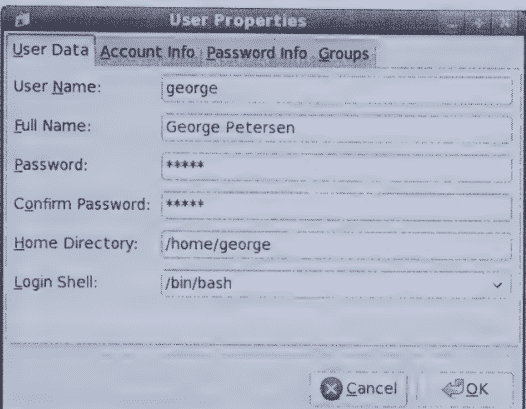 User Properties
User Data Account Info Password Info Groups
User Name: george
Full Name: George Petersen
Password: *****
Confirm Password: *****
Home Directory: /home/george
Login Shell: /bin/bash
Cancel OK